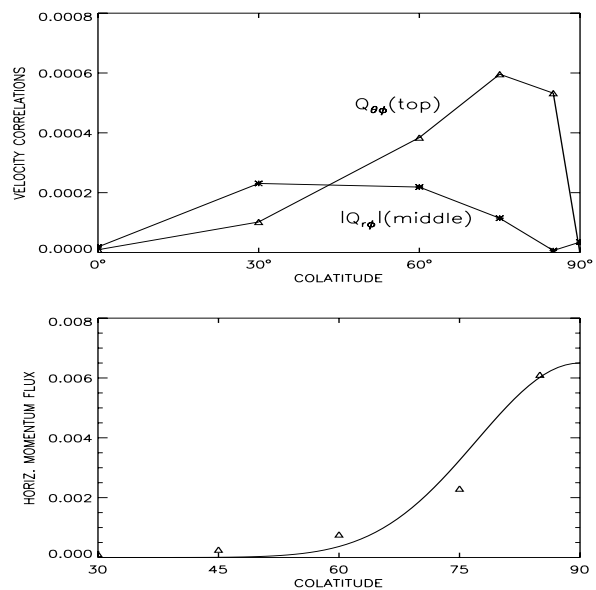 0.0008
0.0006
0.0004
0.0002
0.0000
VELOCITY CORRELATIONS
Qθφ(top)
|Qrφ|(middle)
0° 30° 60° 90°
COLATITUDE
0.008
0.006
0.004
0.002
0.000
HORIZ. MOMENTUM FLUX
30 45 60 75 90
COLATITUDE